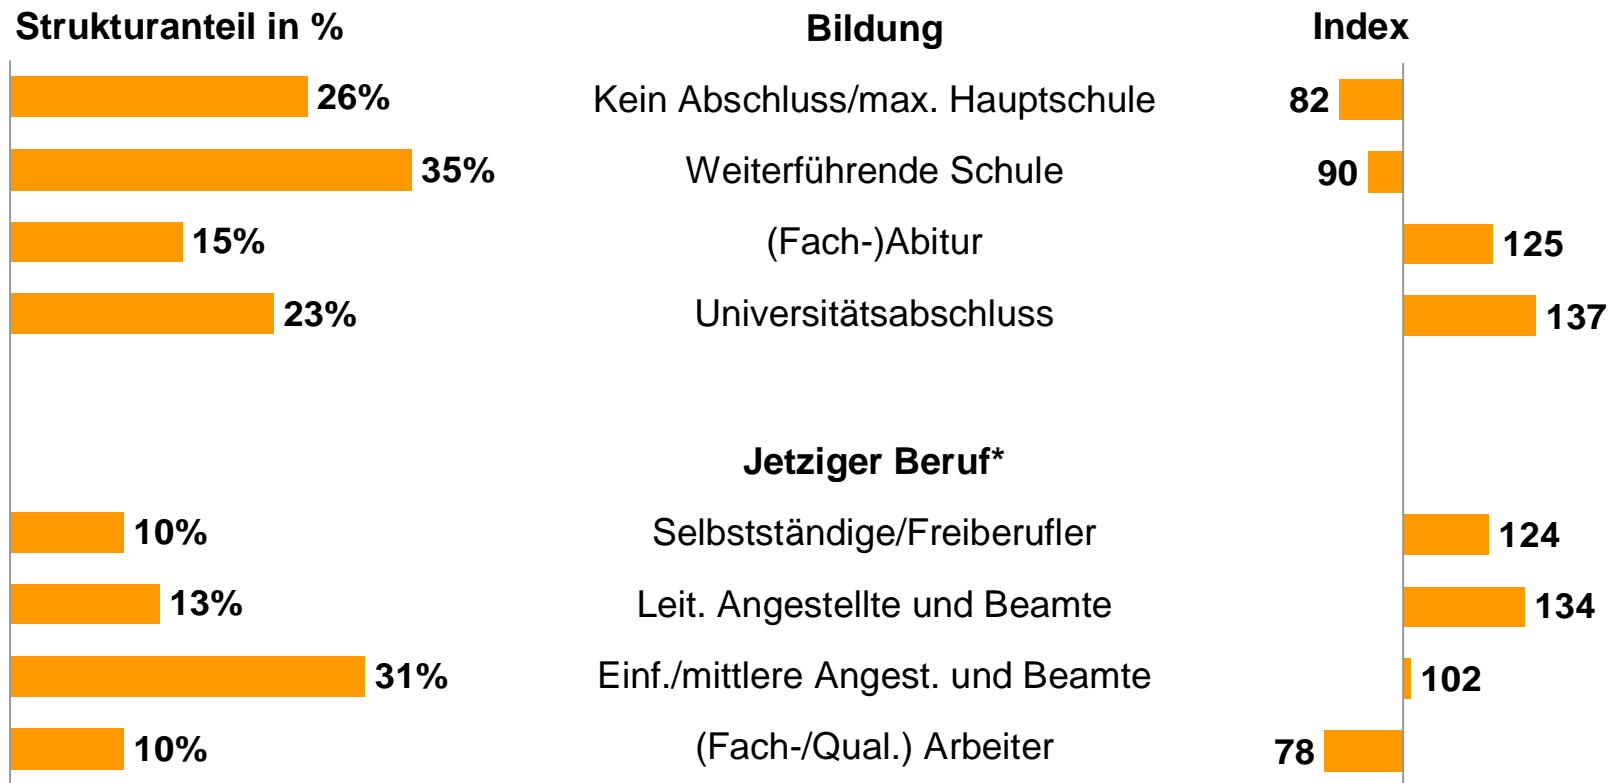 Strukturanteil in % Bildung Index
26% Kein Abschluss/max. Hauptschule 82
35% Weiterführende Schule 90
15% (Fach-)Abitur 125
23% Universitätsabschluss 137
Jetziger Beruf*
10% Selbstständige/Freiberufler 124
13% Leit. Angestellte und Beamte 134
31% Einf./mittlere Angest. und Beamte 102
10% (Fach-/Qual.) Arbeiter 78